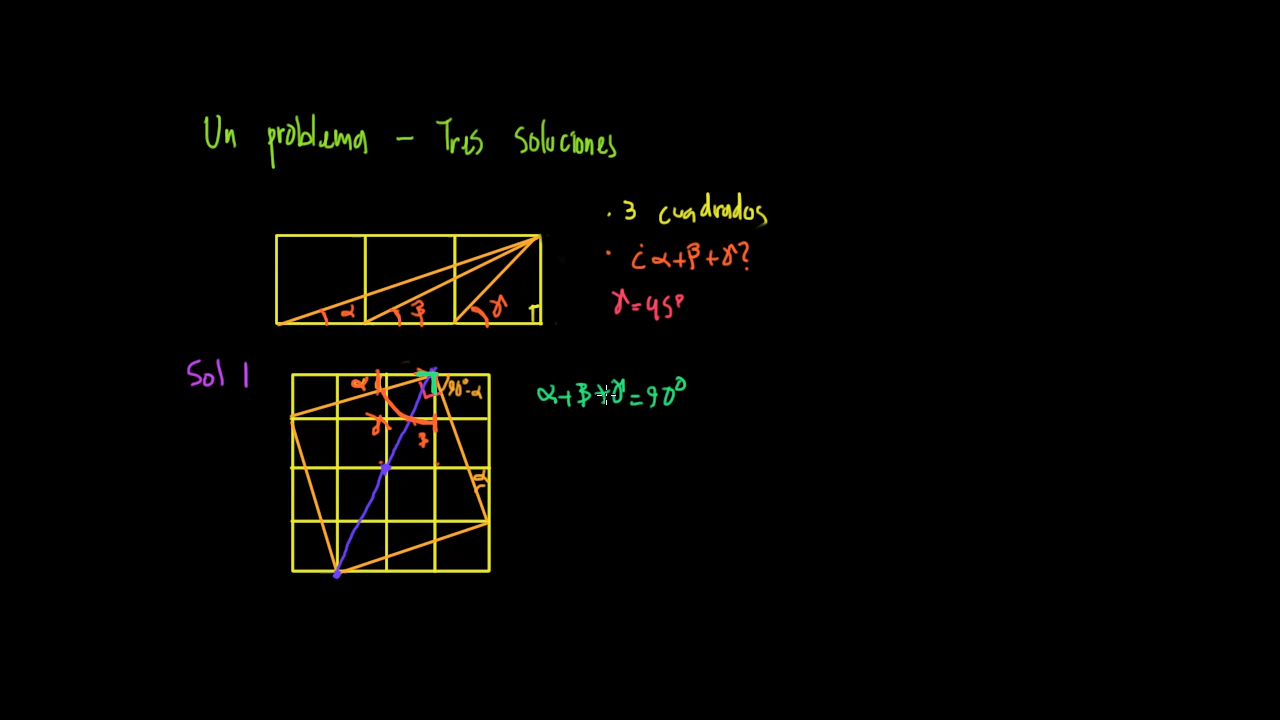 Un problema - Tres soluciones
· 3 cuadrados
· ¿α+β+γ?
γ=45°
α β γ
Sol 1
α 90°-α
γ β
α
α+β+γ=90°